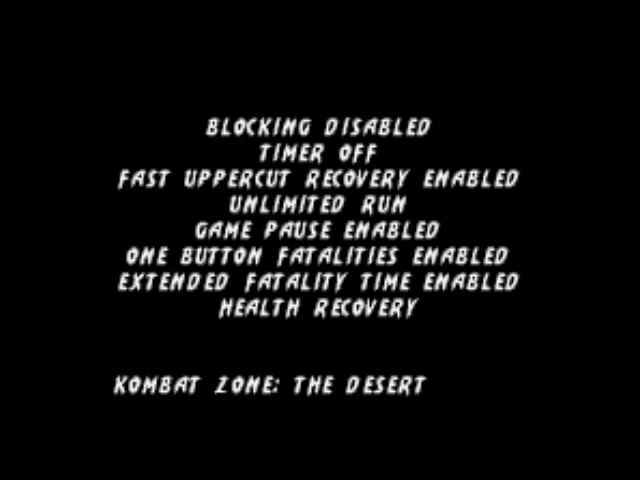 BLOCKING DISABLED
TIMER OFF
FAST UPPERCUT RECOVERY ENABLED
UNLIMITED RUN
GAME PAUSE ENABLED
ONE BUTTON FATALITIES ENABLED
EXTENDED FATALITY TIME ENABLED
HEALTH RECOVERY
KOMBAT ZONE: THE DESERT